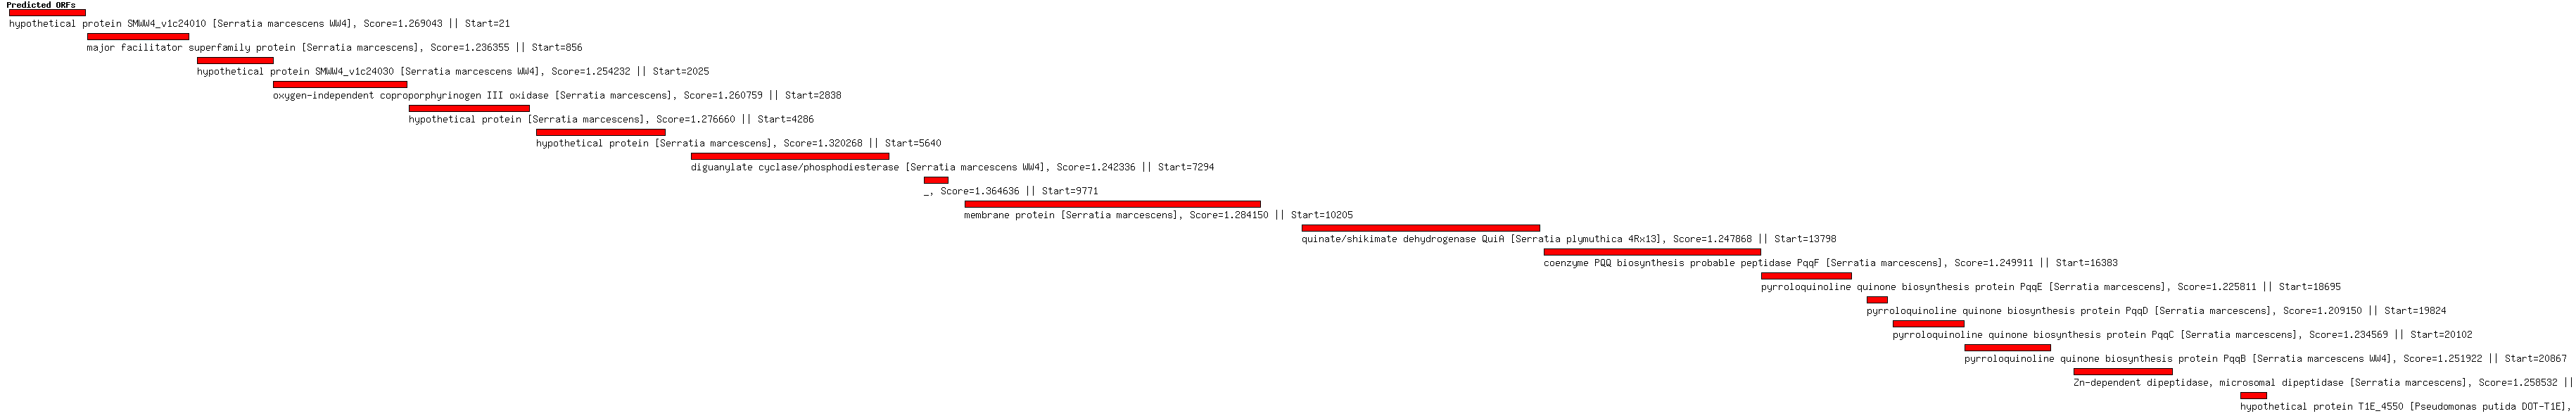 Predicted ORFs
hypothetical protein SMWW4_v1c24010 [Serratia marcescens WW4], Score=1.269043 || Start=21
major facilitator superfamily protein [Serratia marcescens], Score=1.236355 || Start=856
hypothetical protein SMWW4_v1c24030 [Serratia marcescens WW4], Score=1.254232 || Start=2025
oxygen-independent coproporphyrinogen III oxidase [Serratia marcescens], Score=1.260759 || Start=2838
hypothetical protein [Serratia marcescens], Score=1.276660 || Start=4286
hypothetical protein [Serratia marcescens], Score=1.320268 || Start=5640
diguanylate cyclase/phosphodiesterase [Serratia marcescens WW4], Score=1.242336 || Start=7294
_, Score=1.364636 || Start=9771
membrane protein [Serratia marcescens], Score=1.284150 || Start=10205
quinate/shikimate dehydrogenase QuiA [Serratia plymuthica 4Rx13], Score=1.247868 || Start=13798
coenzyme PQQ biosynthesis probable peptidase PqqF [Serratia marcescens], Score=1.249911 || Start=16383
pyrroloquinoline quinone biosynthesis protein PqqE [Serratia marcescens], Score=1.225811 || Start=18695
pyrroloquinoline quinone biosynthesis protein PqqD [Serratia marcescens], Score=1.209150 || Start=19824
pyrroloquinoline quinone biosynthesis protein PqqC [Serratia marcescens], Score=1.234569 || Start=20102
pyrroloquinoline quinone biosynthesis protein PqqB [Serratia marcescens WW4], Score=1.251922 || Start=20867
Zn-dependent dipeptidase, microsomal dipeptidase [Serratia marcescens], Score=1.258532 ||
hypothetical protein T1E_4550 [Pseudomonas putida DOT-T1E],